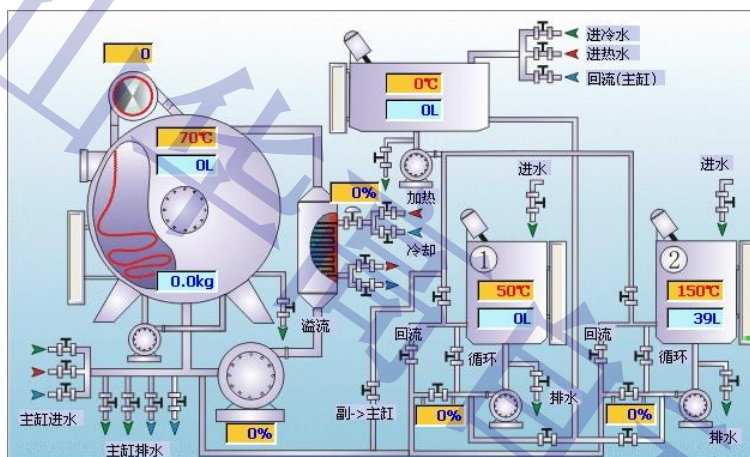 0
70℃
0L
0.0kg
0℃
0L
进冷水
进热水
回流(主缸)
加热
0%
冷却
溢流
进水
进水
①
50℃
0L
②
150℃
39L
回流
循环
回流
循环
排水
排水
主缸进水
主缸排水
副->主缸
0%
0%
0%